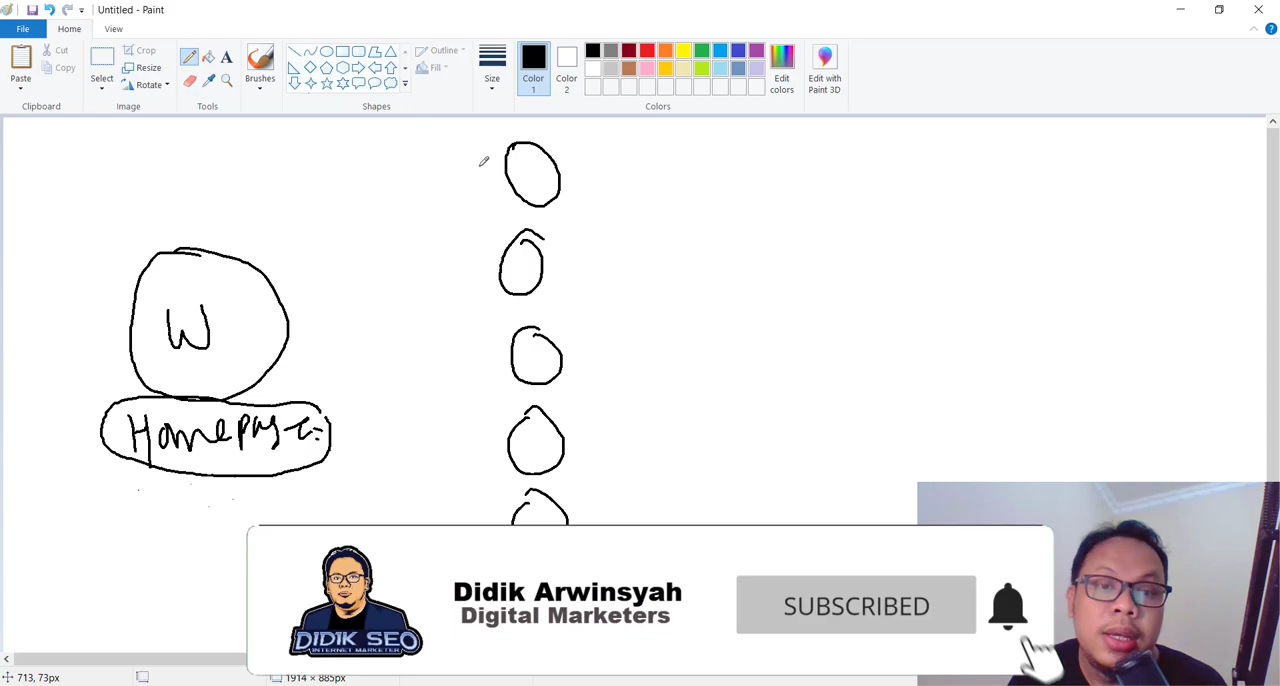 Untitled - Paint
File
Home
View
Paste
Cut
Copy
Clipboard
Select
Crop
Resize
Rotate
Image
Tools
Brushes
Shapes
Outline
Fill
Size
Color
1
Color
2
Edit
colors
Colors
Edit with
Paint 3D
W
Homepage
Didik Arwinsyah
Digital Marketers
SUBSCRIBED
DIDIK SEO
INTERNET MARKETER
713, 73px
1914 × 885px